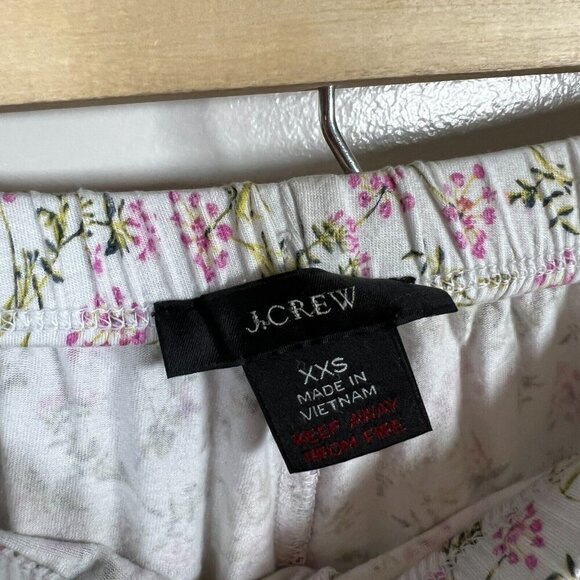 J.CREW
XXS
MADE IN
VIETNAM
KEEP AWAY
FROM FIRE